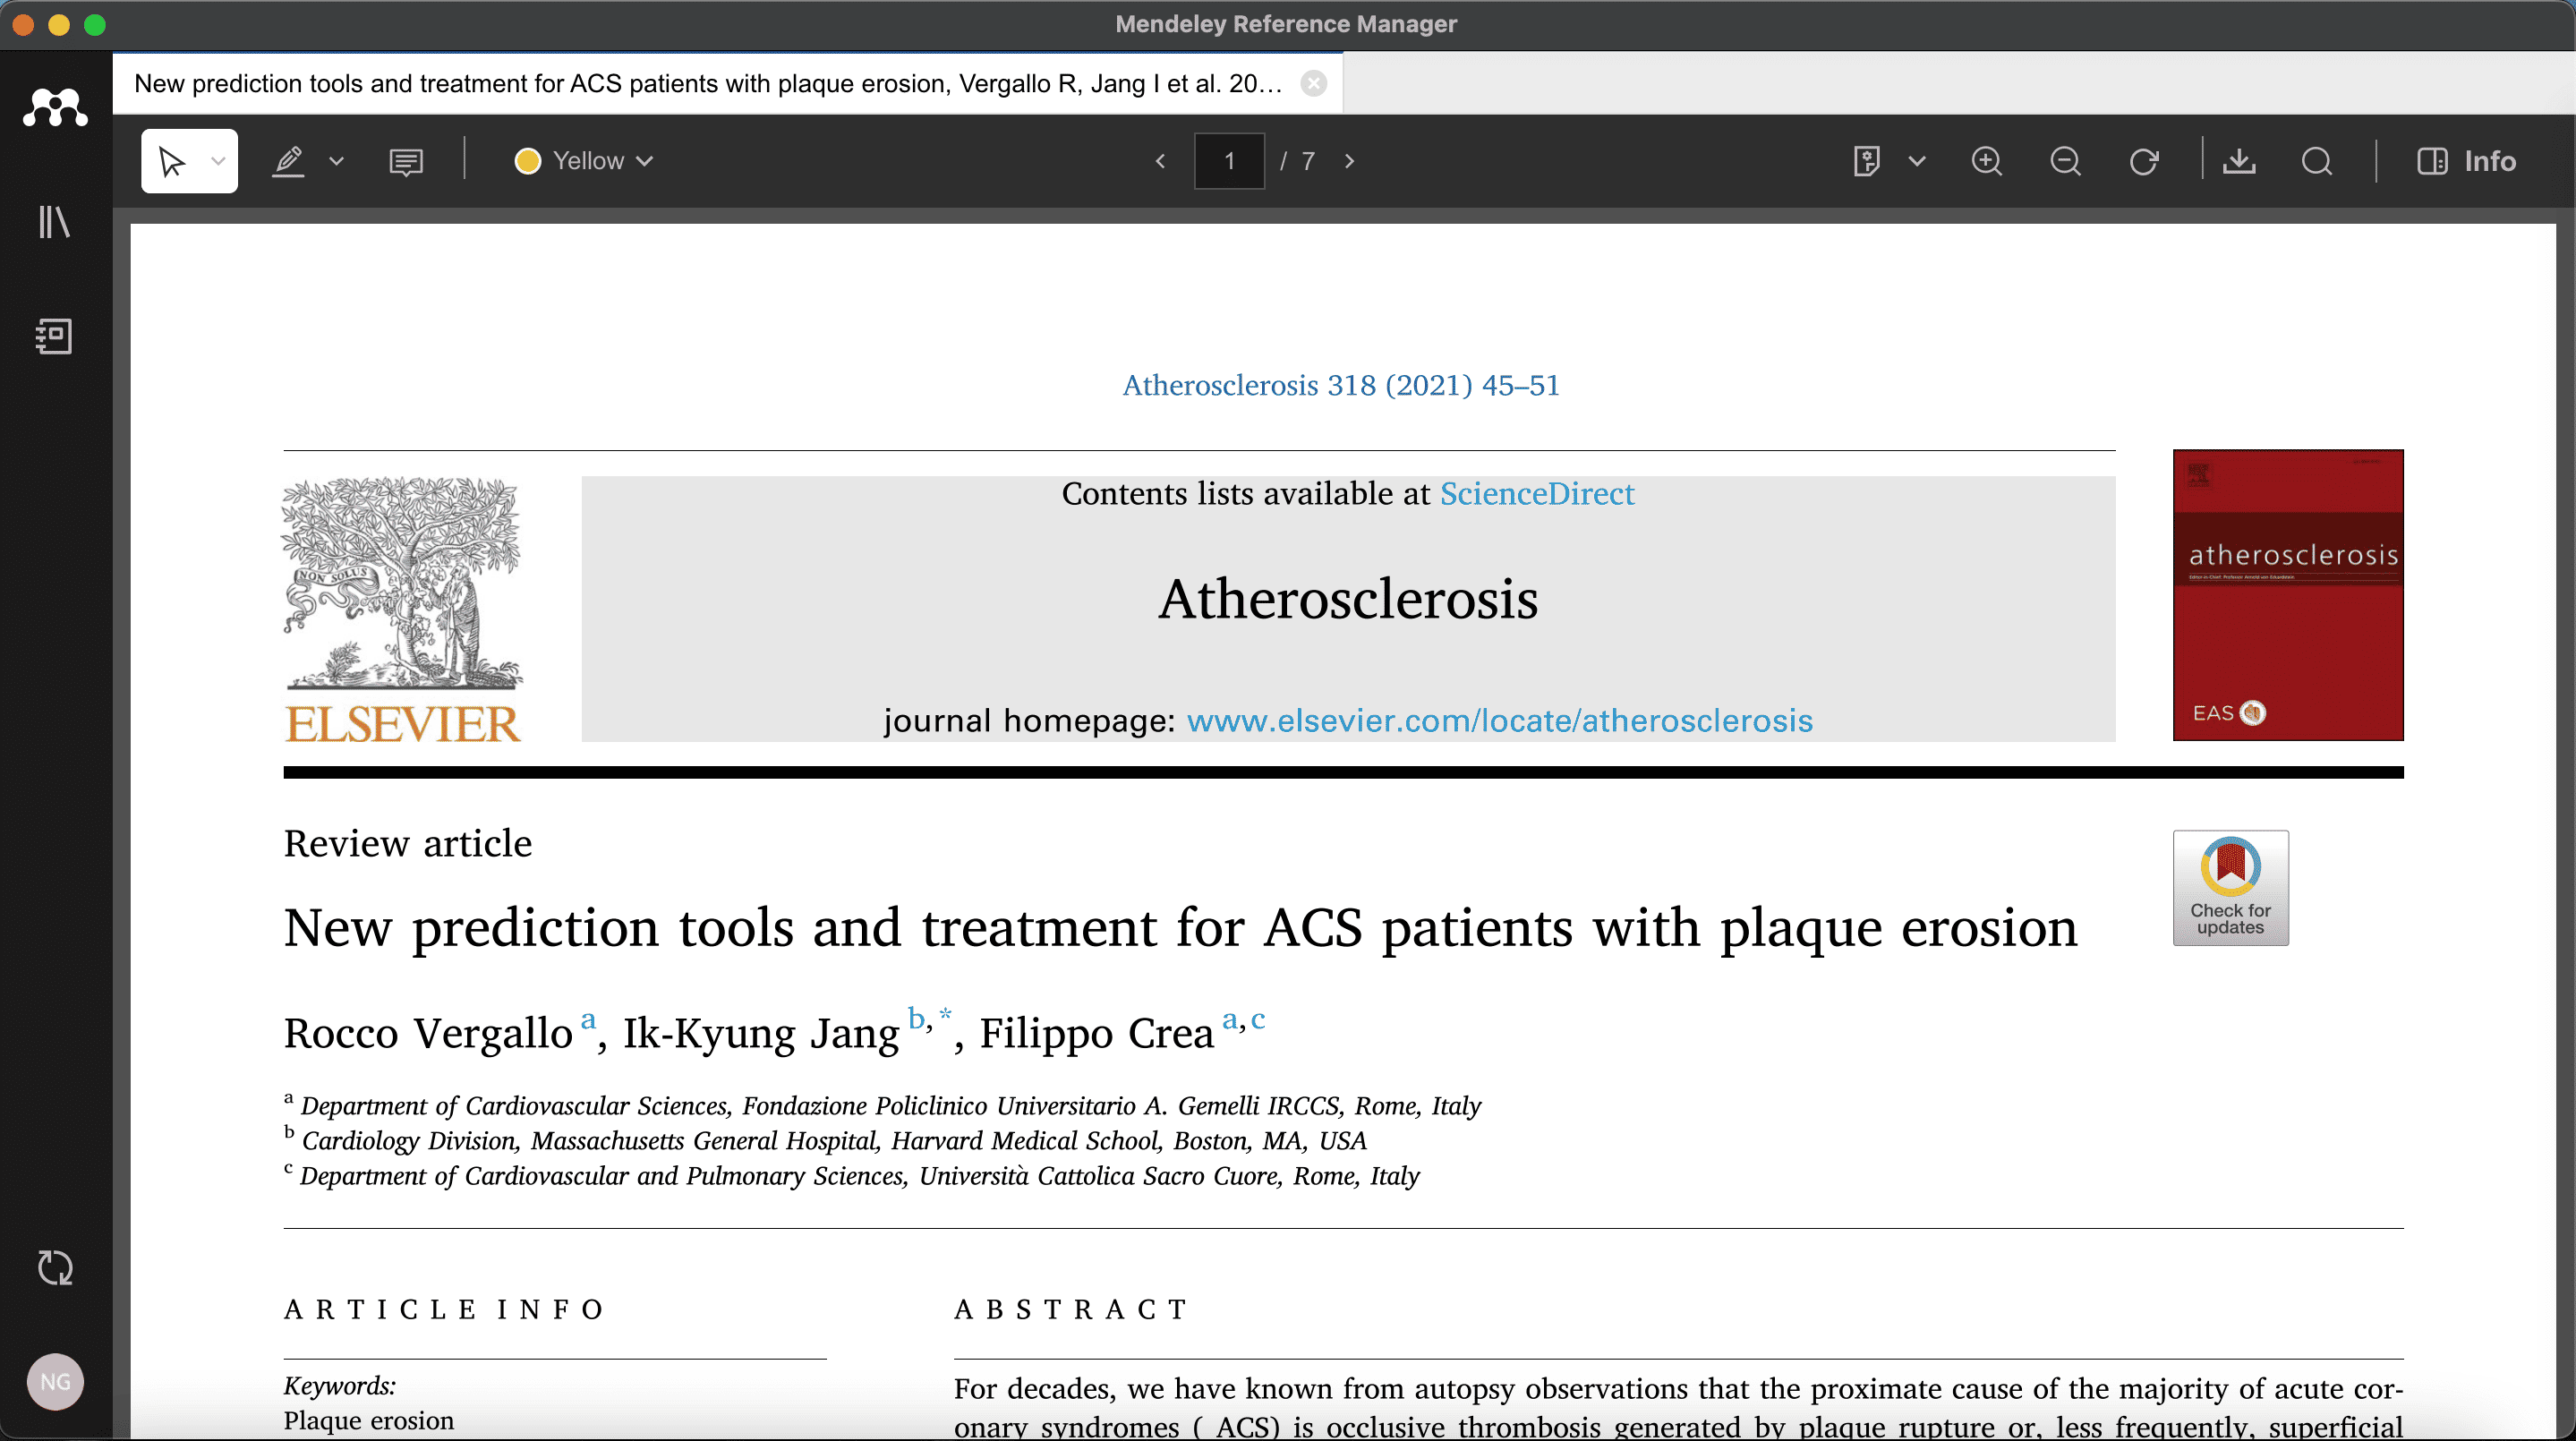 Mendeley Reference Manager
New prediction tools and treatment for ACS patients with plaque erosion, Vergallo R, Jang I et al. 20...
Yellow
1 / 7
Info
Atherosclerosis 318 (2021) 45–51
Contents lists available at ScienceDirect
Atherosclerosis
journal homepage: www.elsevier.com/locate/atherosclerosis
NON SOLUS
ELSEVIER
atherosclerosis
EAS
Review article
New prediction tools and treatment for ACS patients with plaque erosion
Check for
updates
Rocco Vergallo a, Ik-Kyung Jang b,*, Filippo Crea a,c
a Department of Cardiovascular Sciences, Fondazione Policlinico Universitario A. Gemelli IRCCS, Rome, Italy
b Cardiology Division, Massachusetts General Hospital, Harvard Medical School, Boston, MA, USA
c Department of Cardiovascular and Pulmonary Sciences, Università Cattolica Sacro Cuore, Rome, Italy
ARTICLE INFO
Keywords:
Plaque erosion
ABSTRACT
For decades, we have known from autopsy observations that the proximate cause of the majority of acute cor-
onary syndromes ( ACS) is occlusive thrombosis generated by plaque rupture or, less frequently, superficial
NG